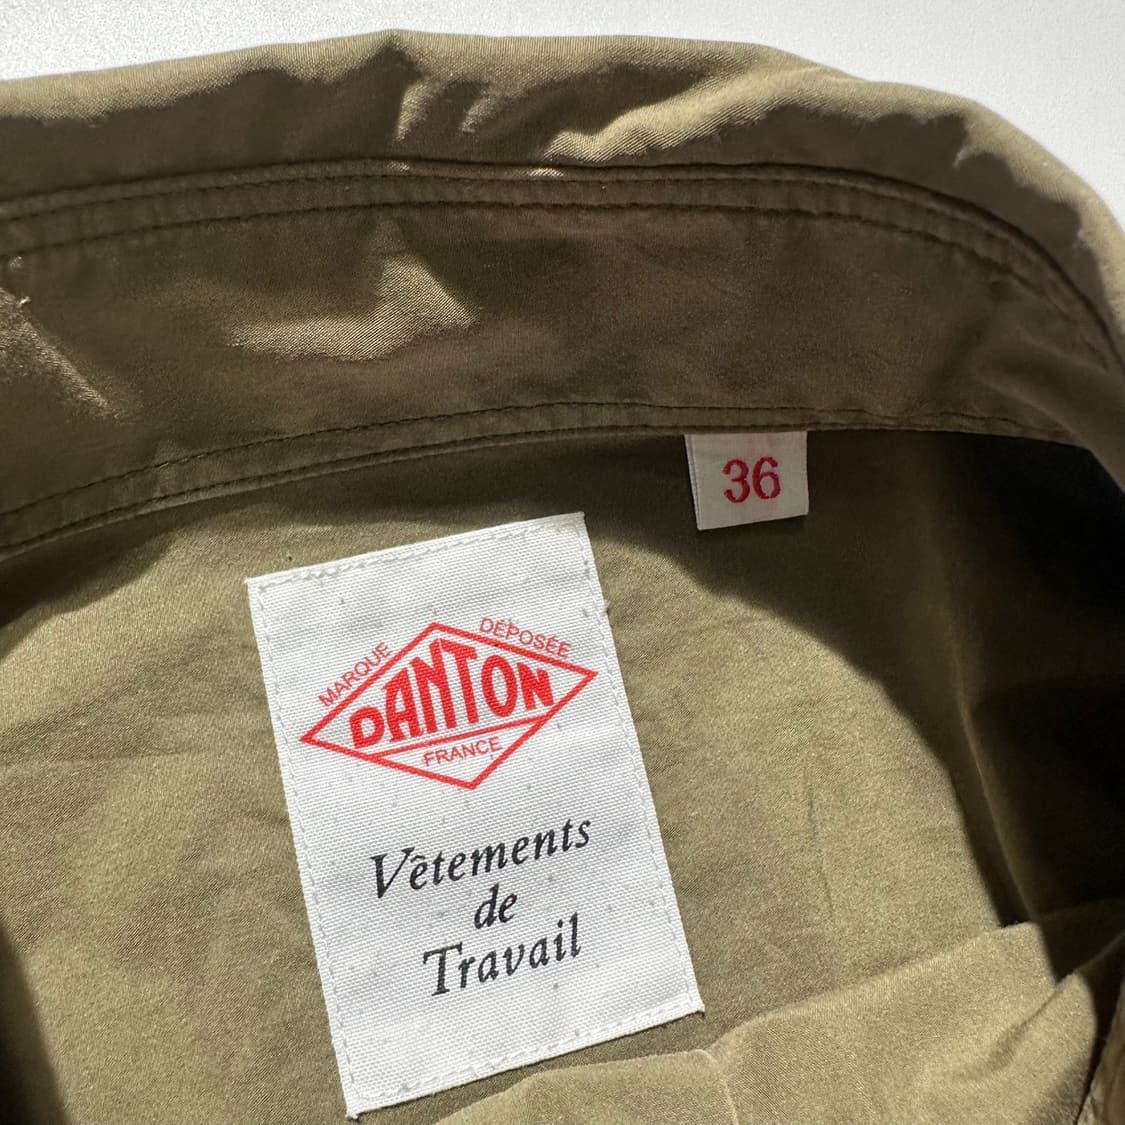 36
MARQUE DÉPOSÉE
DANTON
FRANCE
Vêtements
de
Travail